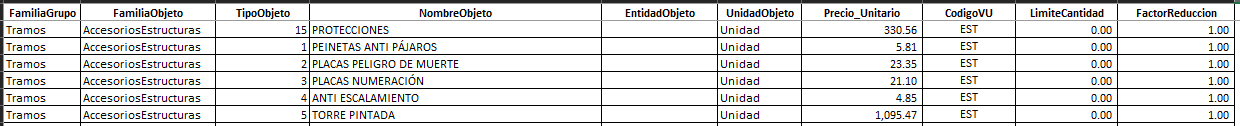 FamiliaGrupo FamiliaObjeto TipoObjeto NombreObjeto EntidadObjeto UnidadObjeto Precio_Unitario CodigoVU LimiteCantidad FactorReduccion
Tramos AccesoriosEstructuras 15 PROTECCIONES Unidad 330.56 EST 0.00 1.00
Tramos AccesoriosEstructuras 1 PEINETAS ANTI PÁJAROS Unidad 5.81 EST 0.00 1.00
Tramos AccesoriosEstructuras 2 PLACAS PELIGRO DE MUERTE Unidad 23.35 EST 0.00 1.00
Tramos AccesoriosEstructuras 3 PLACAS NUMERACIÓN Unidad 21.10 EST 0.00 1.00
Tramos AccesoriosEstructuras 4 ANTI ESCALAMIENTO Unidad 4.85 EST 0.00 1.00
Tramos AccesoriosEstructuras 5 TORRE PINTADA Unidad 1,095.47 EST 0.00 1.00